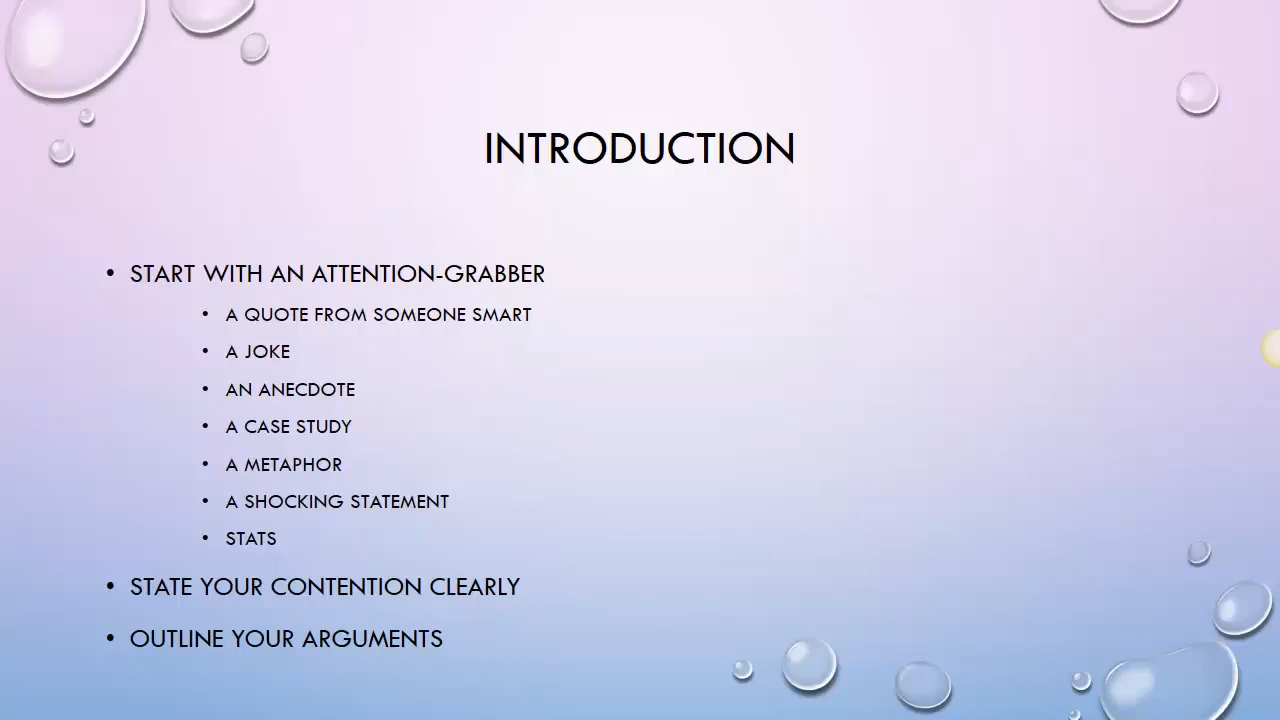 INTRODUCTION
• START WITH AN ATTENTION-GRABBER
• A QUOTE FROM SOMEONE SMART
• A JOKE
• AN ANECDOTE
• A CASE STUDY
• A METAPHOR
• A SHOCKING STATEMENT
• STATS
• STATE YOUR CONTENTION CLEARLY
• OUTLINE YOUR ARGUMENTS